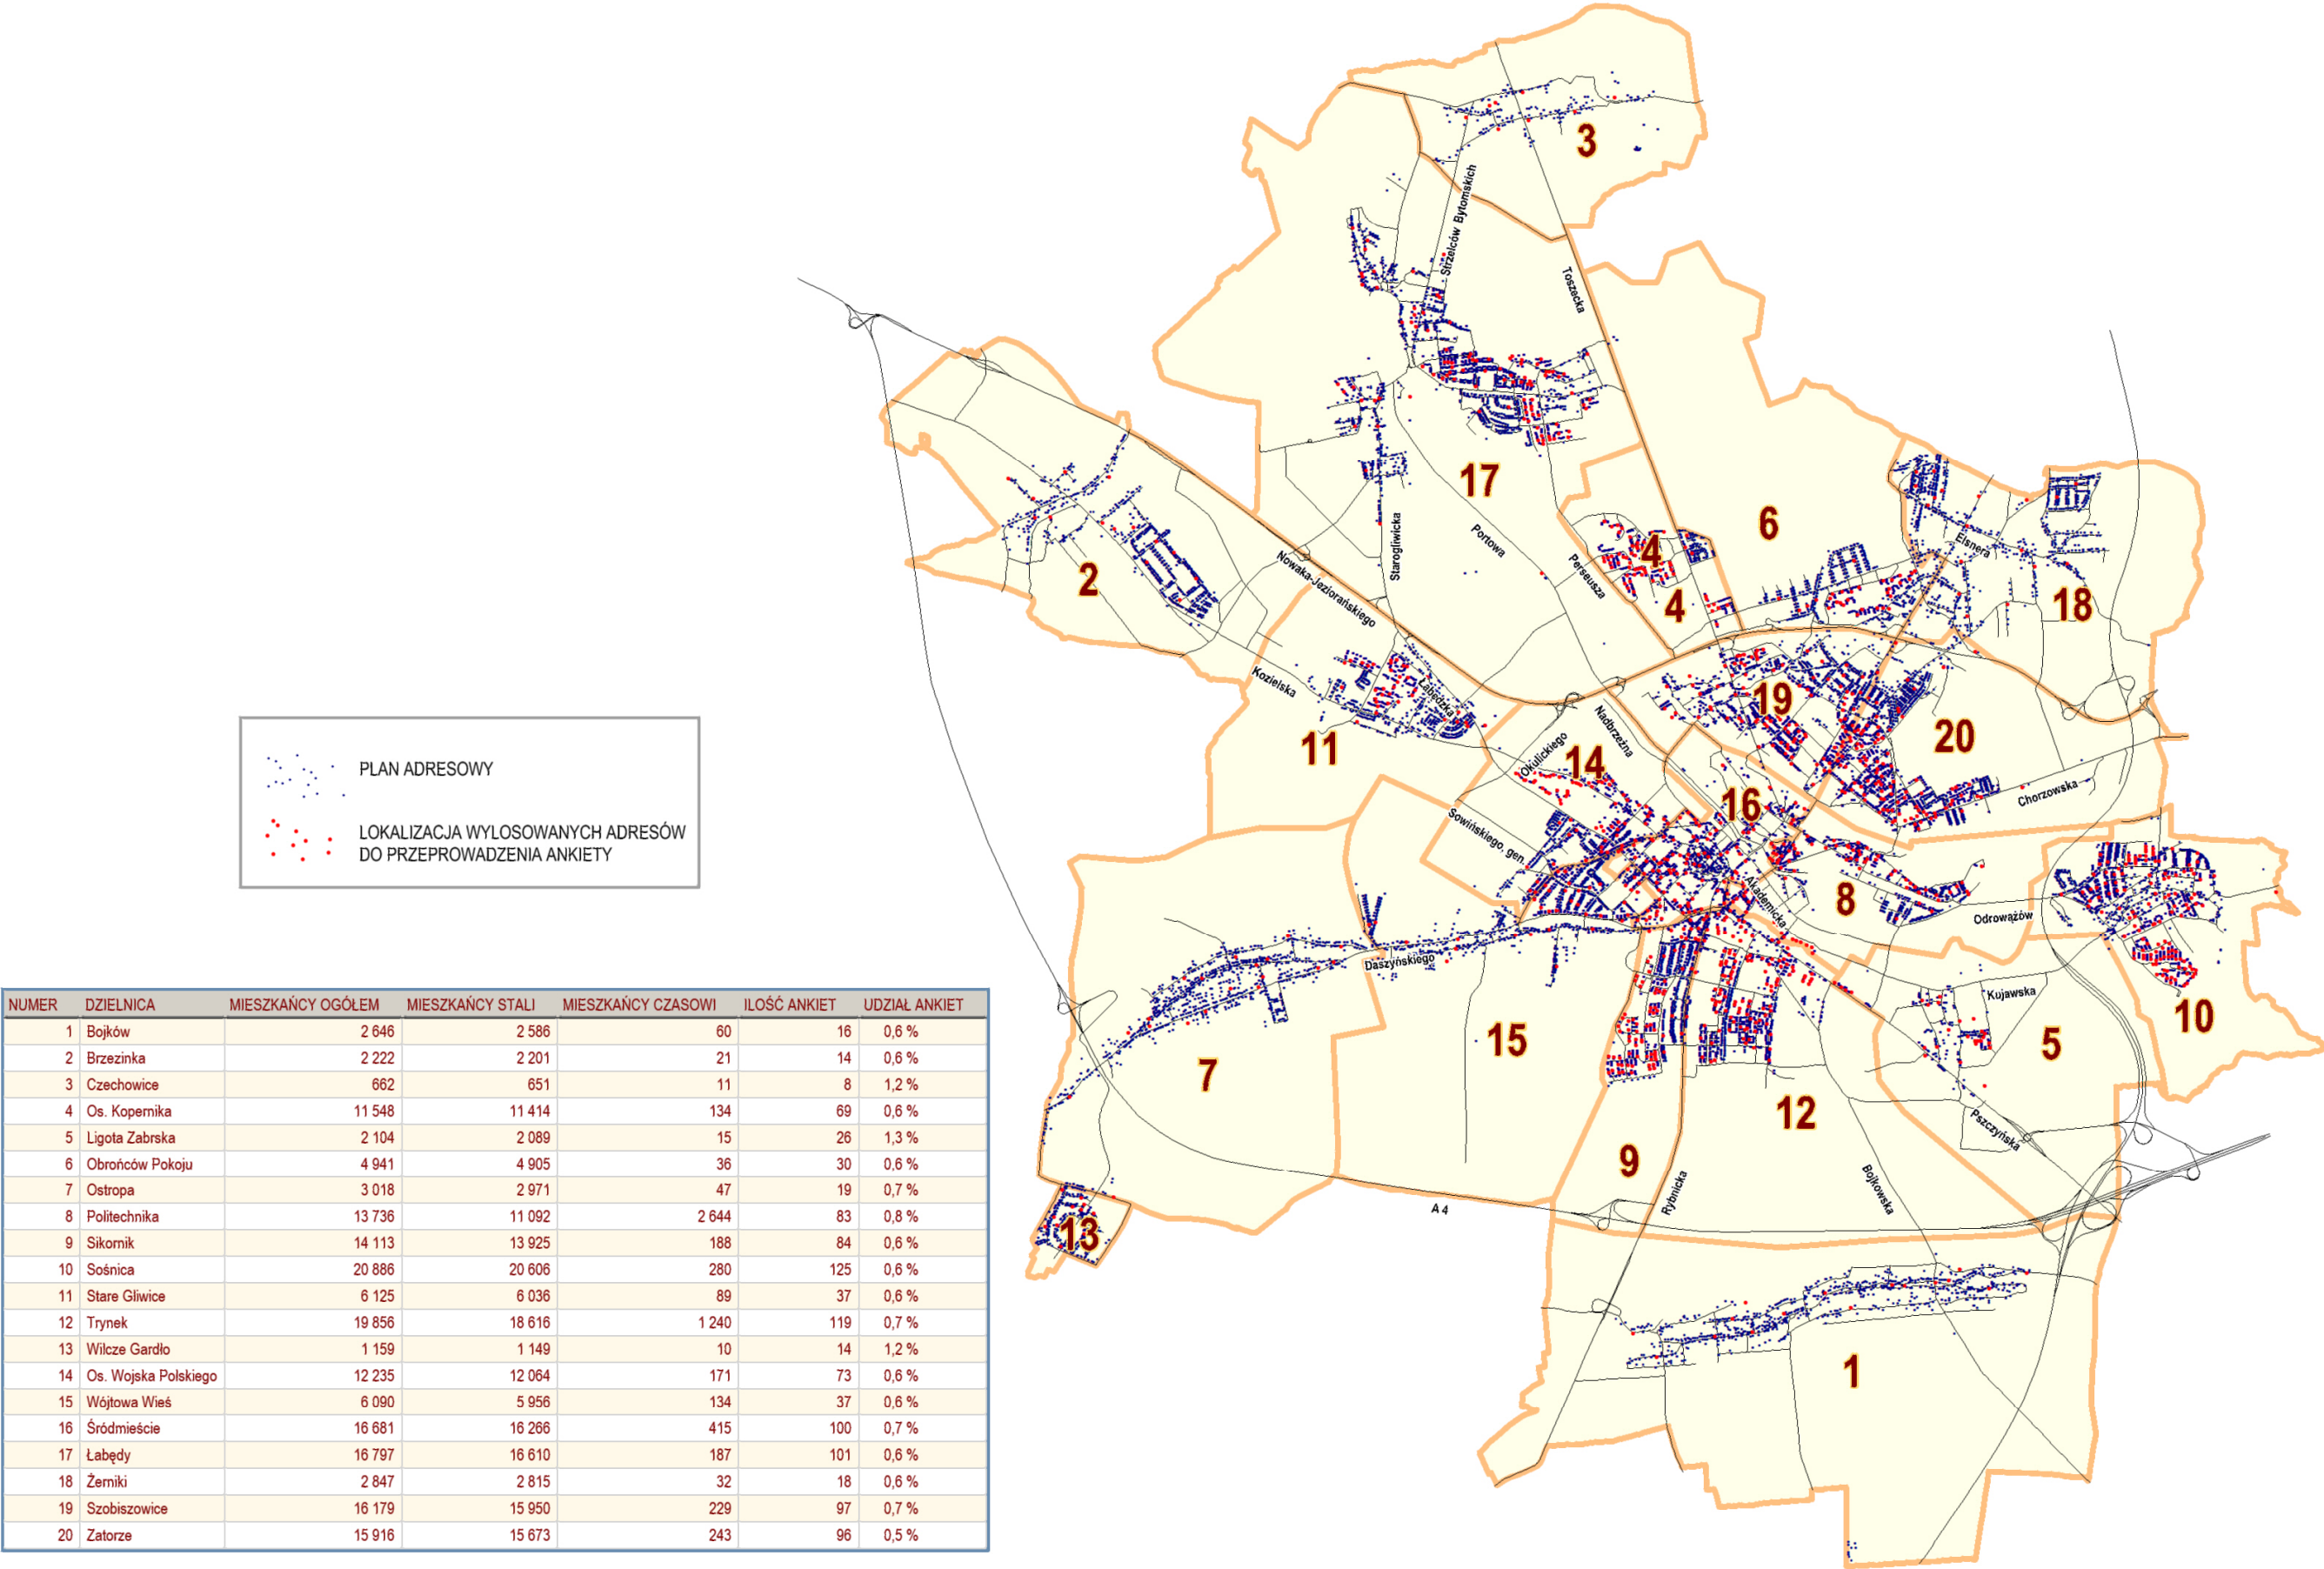 3
Strzelców Bytomskich
Toszecka
17
6
4
4
Elsnera
18
2
Starogliwicka
Portowa
Perseusza
Nowaka-Jeziorańskiego
Kozielska
Łabędzka
11
19
20
Nadbrzeżna
Okulickiego
14
16
Chorzowska
Sowińskiego, gen.
Akademicka
8
Odrowążów
PLAN ADRESOWY
LOKALIZACJA WYLOSOWANYCH ADRESÓW
DO PRZEPROWADZENIA ANKIETY
Daszyńskiego
Kujawska
10
15
5
7
12
Pszczyńska
9
Rybnicka
Bojkowska
A 4
13
1
NUMER DZIELNICA MIESZKAŃCY OGÓŁEM MIESZKAŃCY STALI MIESZKAŃCY CZASOWI ILOŚĆ ANKIET UDZIAŁ ANKIET
1 Bojków 2 646 2 586 60 16 0,6 %
2 Brzezinka 2 222 2 201 21 14 0,6 %
3 Czechowice 662 651 11 8 1,2 %
4 Os. Kopernika 11 548 11 414 134 69 0,6 %
5 Ligota Zabrska 2 104 2 089 15 26 1,3 %
6 Obrońców Pokoju 4 941 4 905 36 30 0,6 %
7 Ostropa 3 018 2 971 47 19 0,7 %
8 Politechnika 13 736 11 092 2 644 83 0,8 %
9 Sikornik 14 113 13 925 188 84 0,6 %
10 Sośnica 20 886 20 606 280 125 0,6 %
11 Stare Gliwice 6 125 6 036 89 37 0,6 %
12 Trynek 19 856 18 616 1 240 119 0,7 %
13 Wilcze Gardło 1 159 1 149 10 14 1,2 %
14 Os. Wojska Polskiego 12 235 12 064 171 73 0,6 %
15 Wójtowa Wieś 6 090 5 956 134 37 0,6 %
16 Śródmieście 16 681 16 266 415 100 0,7 %
17 Łabędy 16 797 16 610 187 101 0,6 %
18 Żerniki 2 847 2 815 32 18 0,6 %
19 Szobiszowice 16 179 15 950 229 97 0,7 %
20 Zatorze 15 916 15 673 243 96 0,5 %